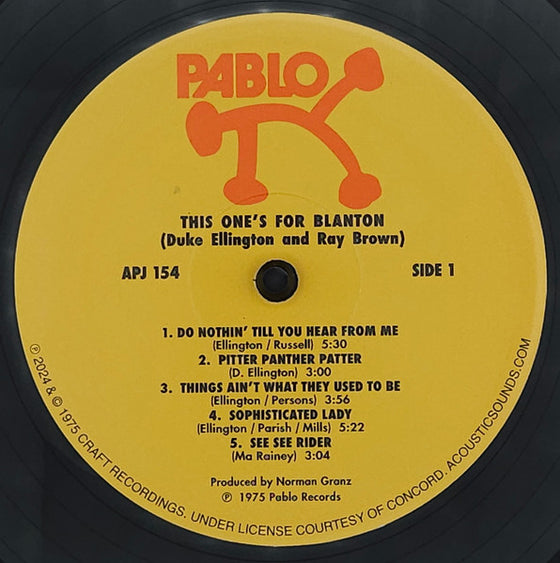 PABLO
THIS ONE'S FOR BLANTON
(Duke Ellington and Ray Brown)
APJ 154
SIDE 1
1. DO NOTHIN' TILL YOU HEAR FROM ME
(Ellington / Russell) 5:30
2. PITTER PANTHER PATTER
(D. Ellington) 3:00
3. THINGS AIN'T WHAT THEY USED TO BE
(Ellington / Persons) 3:56
4. SOPHISTICATED LADY
(Ellington / Parish / Mills) 5:22
5. SEE SEE RIDER
(Ma Rainey) 3:04
Produced by Norman Granz
℗ 1975 Pablo Records
℗ 2024 & © 1975 CRAFT RECORDINGS. UNDER LICENSE COURTESY OF CONCORD. ACOUSTICSOUNDS.COM